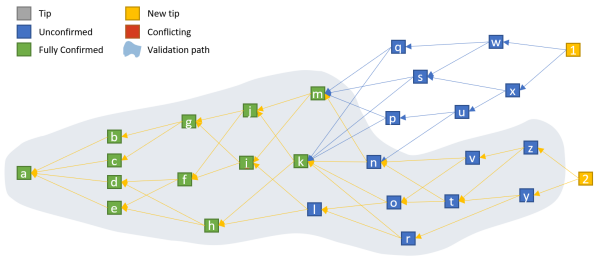 Tip
New tip
Unconfirmed
Conflicting
Fully Confirmed
Validation path
q
w
1
s
x
m
j
p
u
g
b
c
i
k
n
v
z
a
d
f
2
e
h
l
o
t
y
r